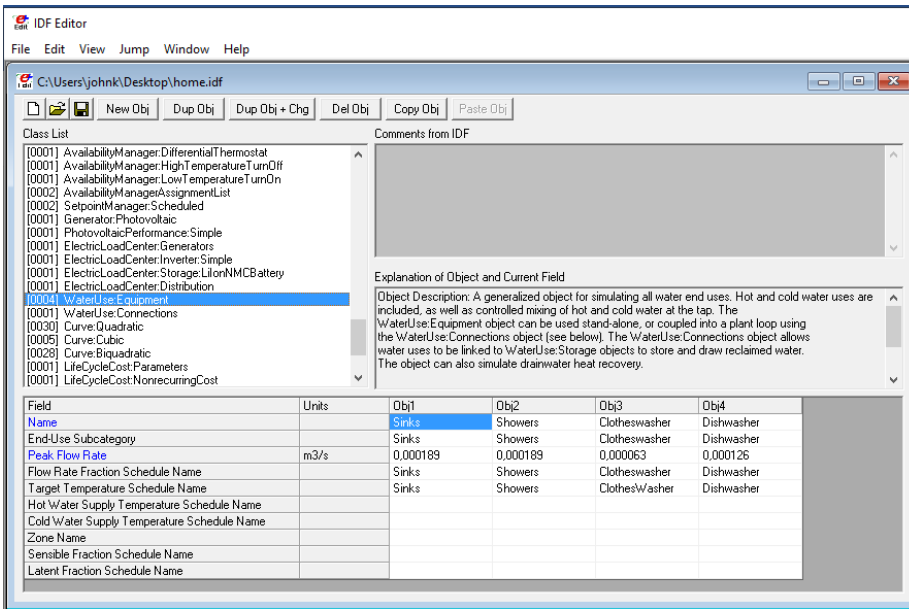 IDF Editor
File Edit View Jump Window Help
C:\Users\johnk\Desktop\home.idf
New Obj Dup Obj Dup Obj + Chg Del Obj Copy Obj Paste Obj
Class List
Comments from IDF
[0001] AvailabilityManager:DifferentialThermostat
[0001] AvailabilityManager:HighTemperatureTurnOff
[0001] AvailabilityManager:LowTemperatureTurnOn
[0002] AvailabilityManagerAssignmentList
[0002] SetpointManager:Scheduled
[0001] Generator:Photovoltaic
[0001] PhotovoltaicPerformance:Simple
[0001] ElectricLoadCenter:Generators
[0001] ElectricLoadCenter:Inverter:Simple
[0001] ElectricLoadCenter:Storage:LiIonNMCBattery
[0001] ElectricLoadCenter:Distribution
[0004] WaterUse:Equipment
[0001] WaterUse:Connections
[0030] Curve:Quadratic
[0005] Curve:Cubic
[0028] Curve:Biquadratic
[0001] LifeCycleCost:Parameters
[0001] LifeCycleCost:NonrecurringCost
Explanation of Object and Current Field
Object Description: A generalized object for simulating all water end uses. Hot and cold water uses are
included, as well as controlled mixing of hot and cold water at the tap. The
WaterUse:Equipment object can be used stand-alone, or coupled into a plant loop using
the WaterUse:Connections object (see below). The WaterUse:Connections object allows
water uses to be linked to WaterUse:Storage objects to store and draw reclaimed water.
The object can also simulate drainwater heat recovery.
Field Units Obj1 Obj2 Obj3 Obj4
Name Sinks Showers Clotheswasher Dishwasher
End-Use Subcategory Sinks Showers Clotheswasher Dishwasher
Peak Flow Rate m3/s 0,000189 0,000189 0,000063 0,000126
Flow Rate Fraction Schedule Name Sinks Showers Clotheswasher Dishwasher
Target Temperature Schedule Name Sinks Showers ClothesWasher Dishwasher
Hot Water Supply Temperature Schedule Name
Cold Water Supply Temperature Schedule Name
Zone Name
Sensible Fraction Schedule Name
Latent Fraction Schedule Name